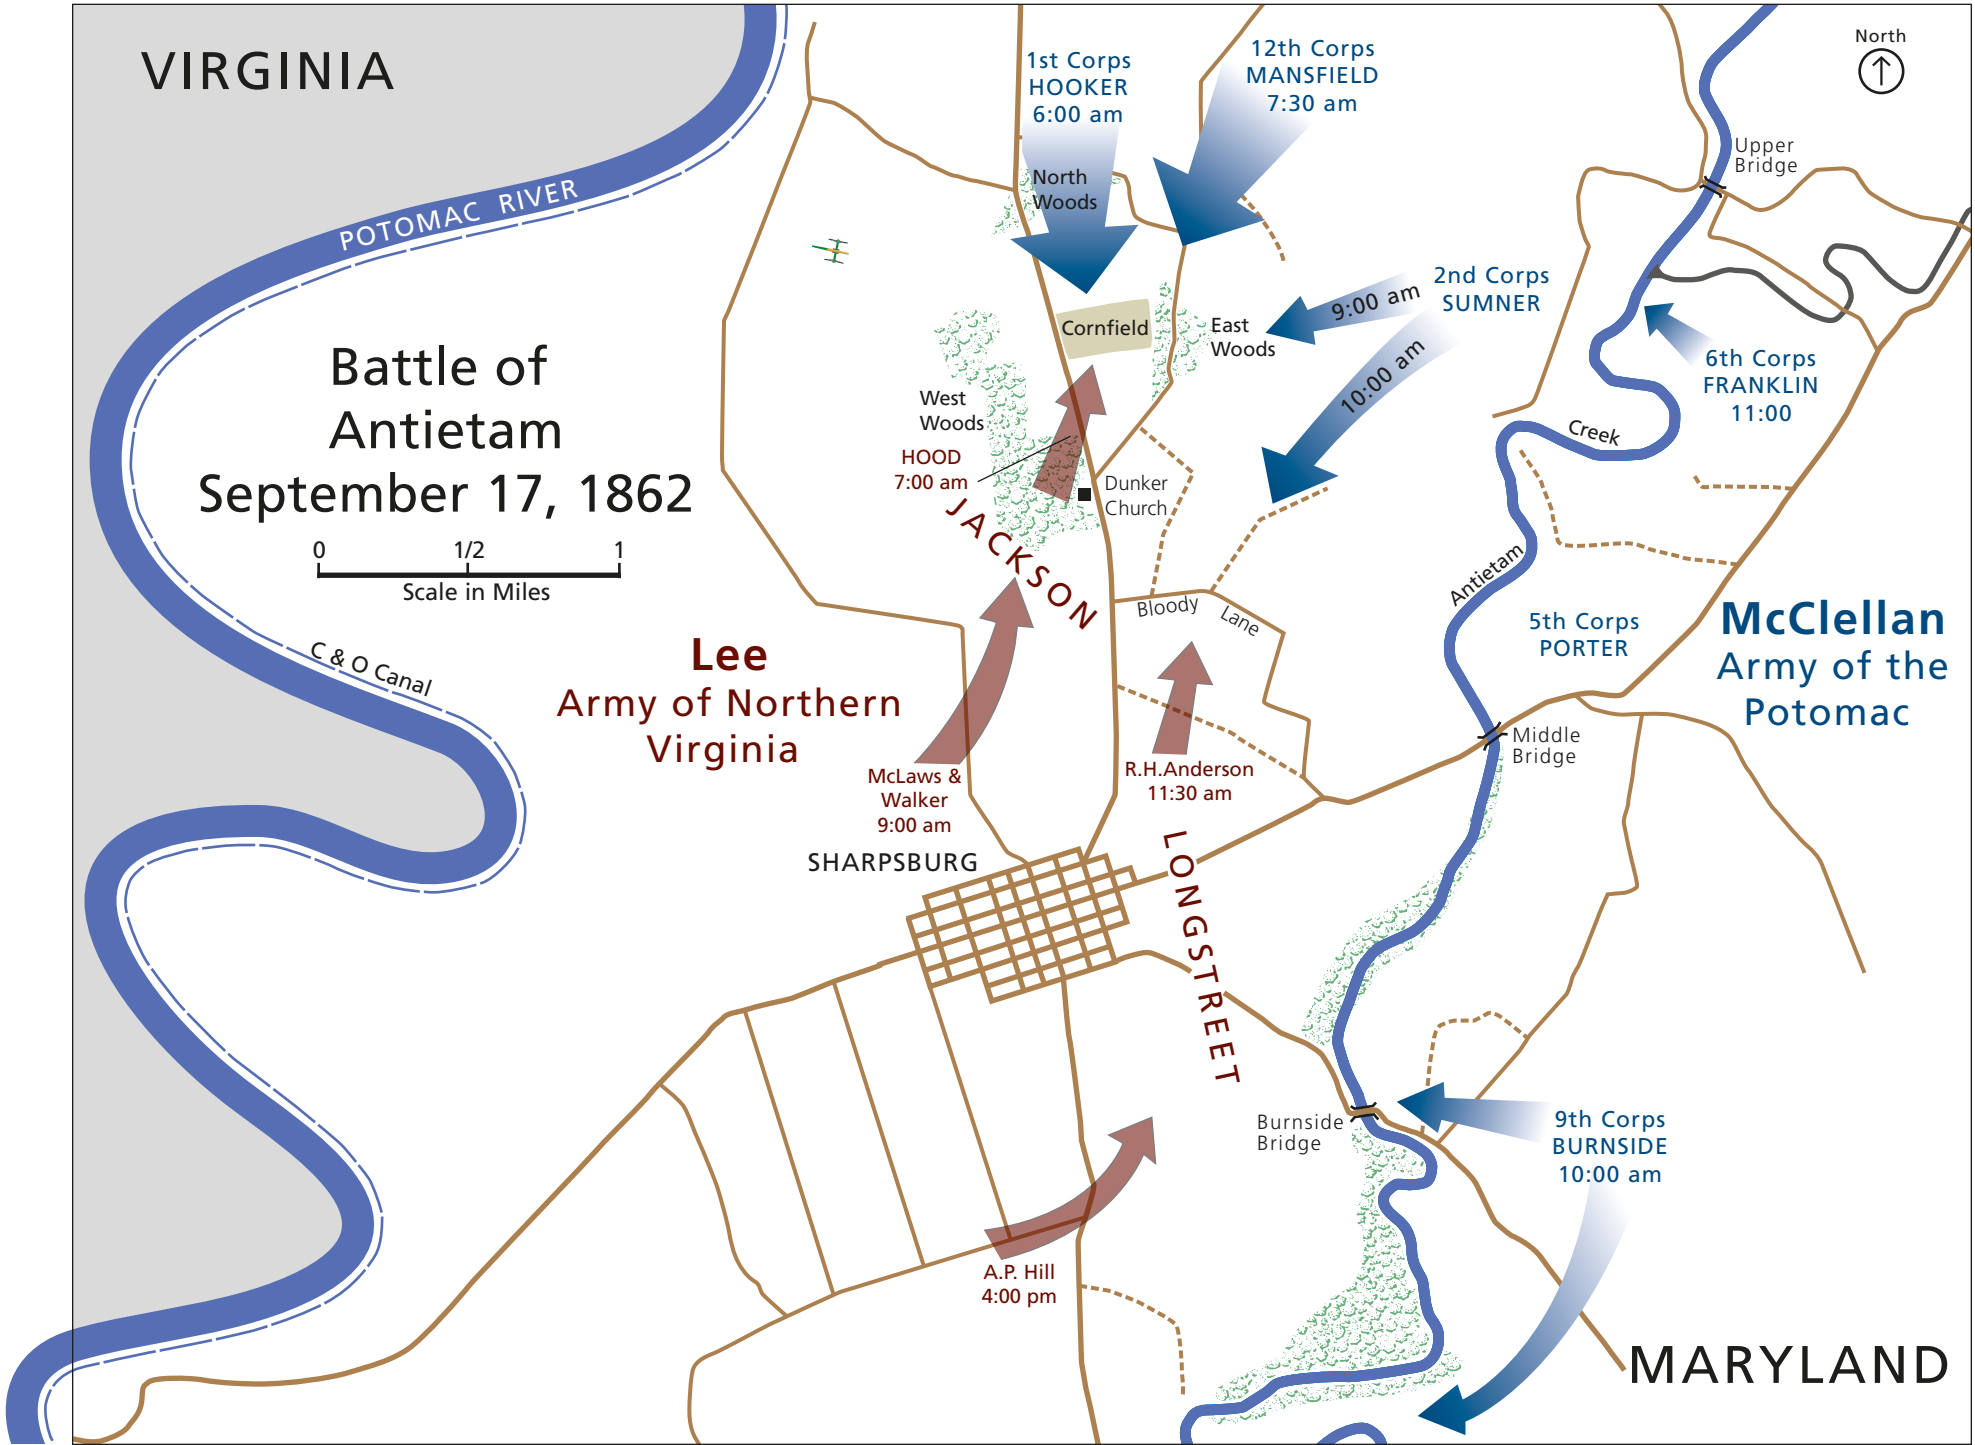 VIRGINIA
1st Corps
HOOKER
6:00 am
12th Corps
MANSFIELD
7:30 am
North
Upper
Bridge
POTOMAC RIVER
North
Woods
2nd Corps
SUMNER
9:00 am
10:00 am
Cornfield
East
Woods
6th Corps
FRANKLIN
11:00
Battle of
Antietam
September 17, 1862
0 1/2 1
Scale in Miles
West
Woods
HOOD
7:00 am
Dunker
Church
JACKSON
Creek
Antietam
Bloody Lane
5th Corps
PORTER
McClellan
Army of the
Potomac
C & O Canal
Lee
Army of Northern
Virginia
Middle
Bridge
McLaws &
Walker
9:00 am
R.H.Anderson
11:30 am
SHARPSBURG
LONGSTREET
Burnside
Bridge
9th Corps
BURNSIDE
10:00 am
A.P. Hill
4:00 pm
MARYLAND